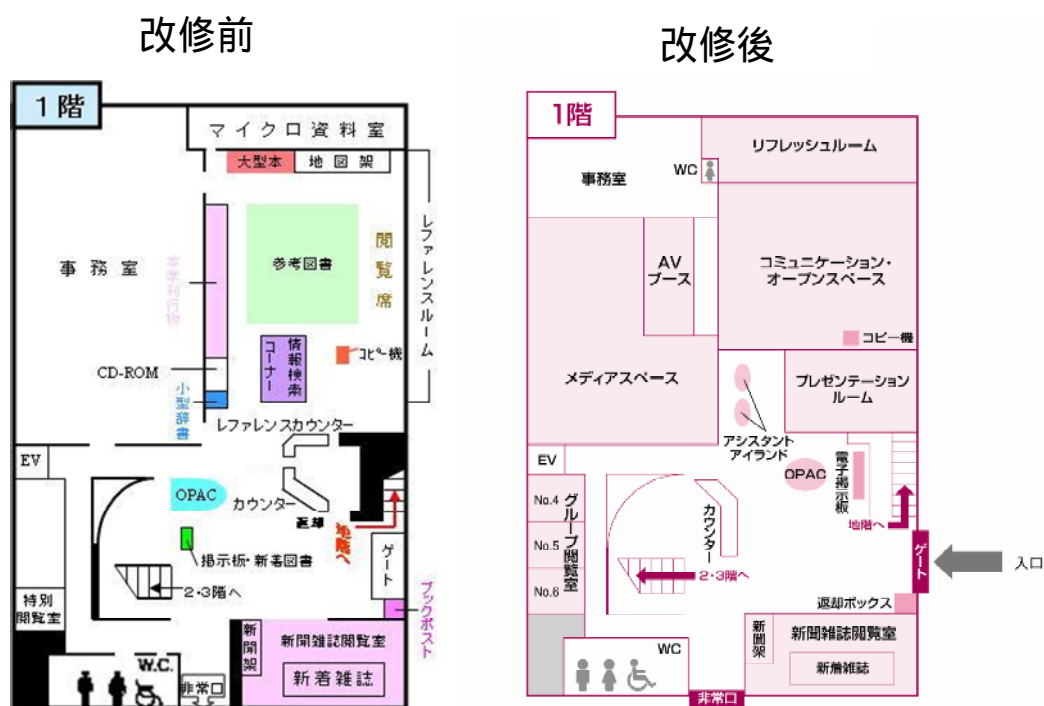 改修前
1階
マイクロ資料室
大型本
地図架
レファレンスルーム
閲覧席
参考図書
事務室
本学刊行物
情報検索
コーナー
コピー機
CD-ROM
小型辞書
レファレンスカウンター
EV
OPAC
カウンター
返却
地階へ
掲示板・新着図書
ゲート
2・3階へ
ブックポスト
特別
閲覧室
新聞架
新聞雑誌閲覧室
新着雑誌
W.C.
非常口
改修後
1階
リフレッシュルーム
WC
事務室
AV
ブース
コミュニケーション・
オープンスペース
コピー機
メディアスペース
プレゼンテーション
ルーム
アシスタント
アイランド
EV
OPAC
電子掲示板
No.4
No.5
No.6
グループ閲覧室
カウンター
地階へ
ゲート
入口
2・3階へ
返却ボックス
新聞架
新聞雑誌閲覧室
新着雑誌
WC
非常口